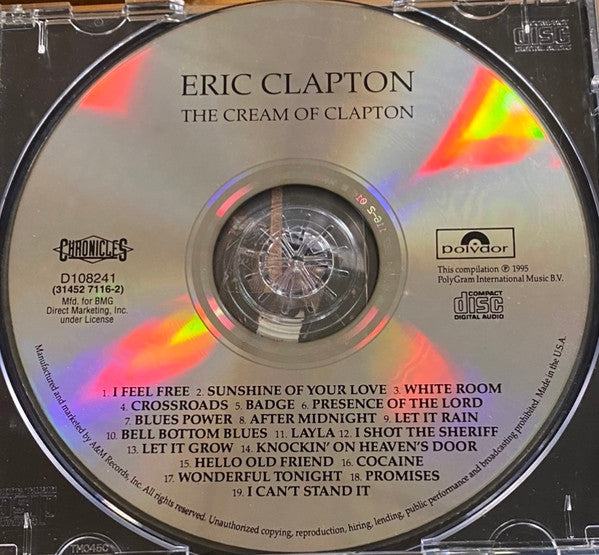 COMPACT
disc
DIGITAL AUDIO
ERIC CLAPTON
THE CREAM OF CLAPTON
CHRONICLES
D108241
(31452 7116-2)
Mfd. for BMG
Direct Marketing, Inc.
under License
polydor
This compilation ℗ 1995
PolyGram International Music B.V.
COMPACT
disc
DIGITAL AUDIO
1. I FEEL FREE 2. SUNSHINE OF YOUR LOVE 3. WHITE ROOM
4. CROSSROADS 5. BADGE 6. PRESENCE OF THE LORD
7. BLUES POWER 8. AFTER MIDNIGHT 9. LET IT RAIN
10. BELL BOTTOM BLUES 11. LAYLA 12. I SHOT THE SHERIFF
13. LET IT GROW 14. KNOCKIN' ON HEAVEN'S DOOR
15. HELLO OLD FRIEND 16. COCAINE
17. WONDERFUL TONIGHT 18. PROMISES
19. I CAN'T STAND IT
Manufactured and marketed by A&M Records, Inc. All rights reserved. Unauthorized copying, reproduction, hiring, lending, public performance and broadcasting prohibited. Made in the U.S.A.